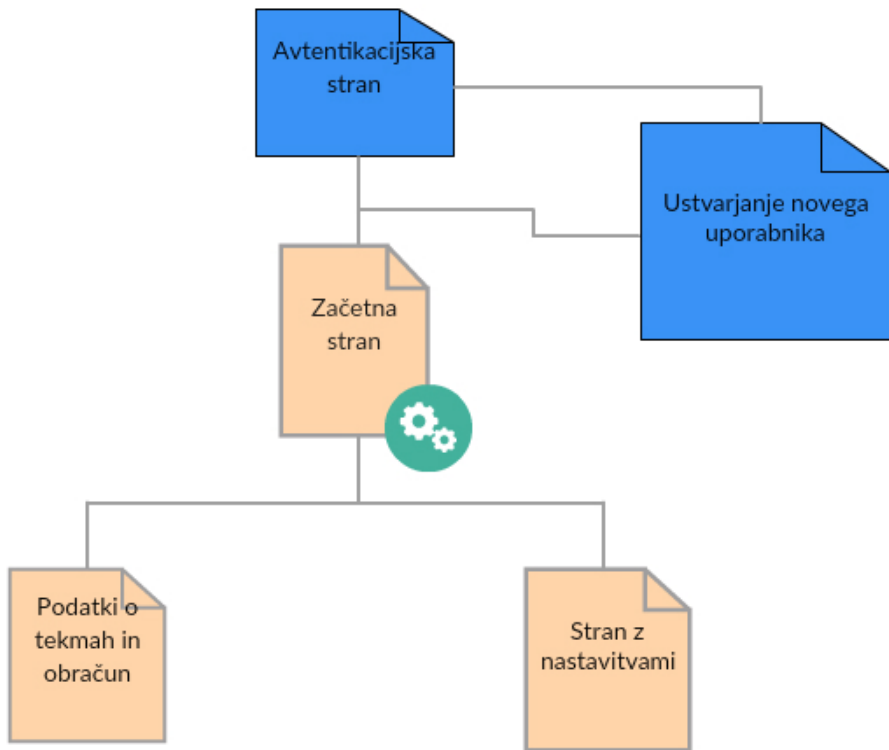 Avtentikacijska
stran
Ustvarjanje novega
uporabnika
Začetna
stran
Podatki o
tekmah in
obračun
Stran z
nastavitvami